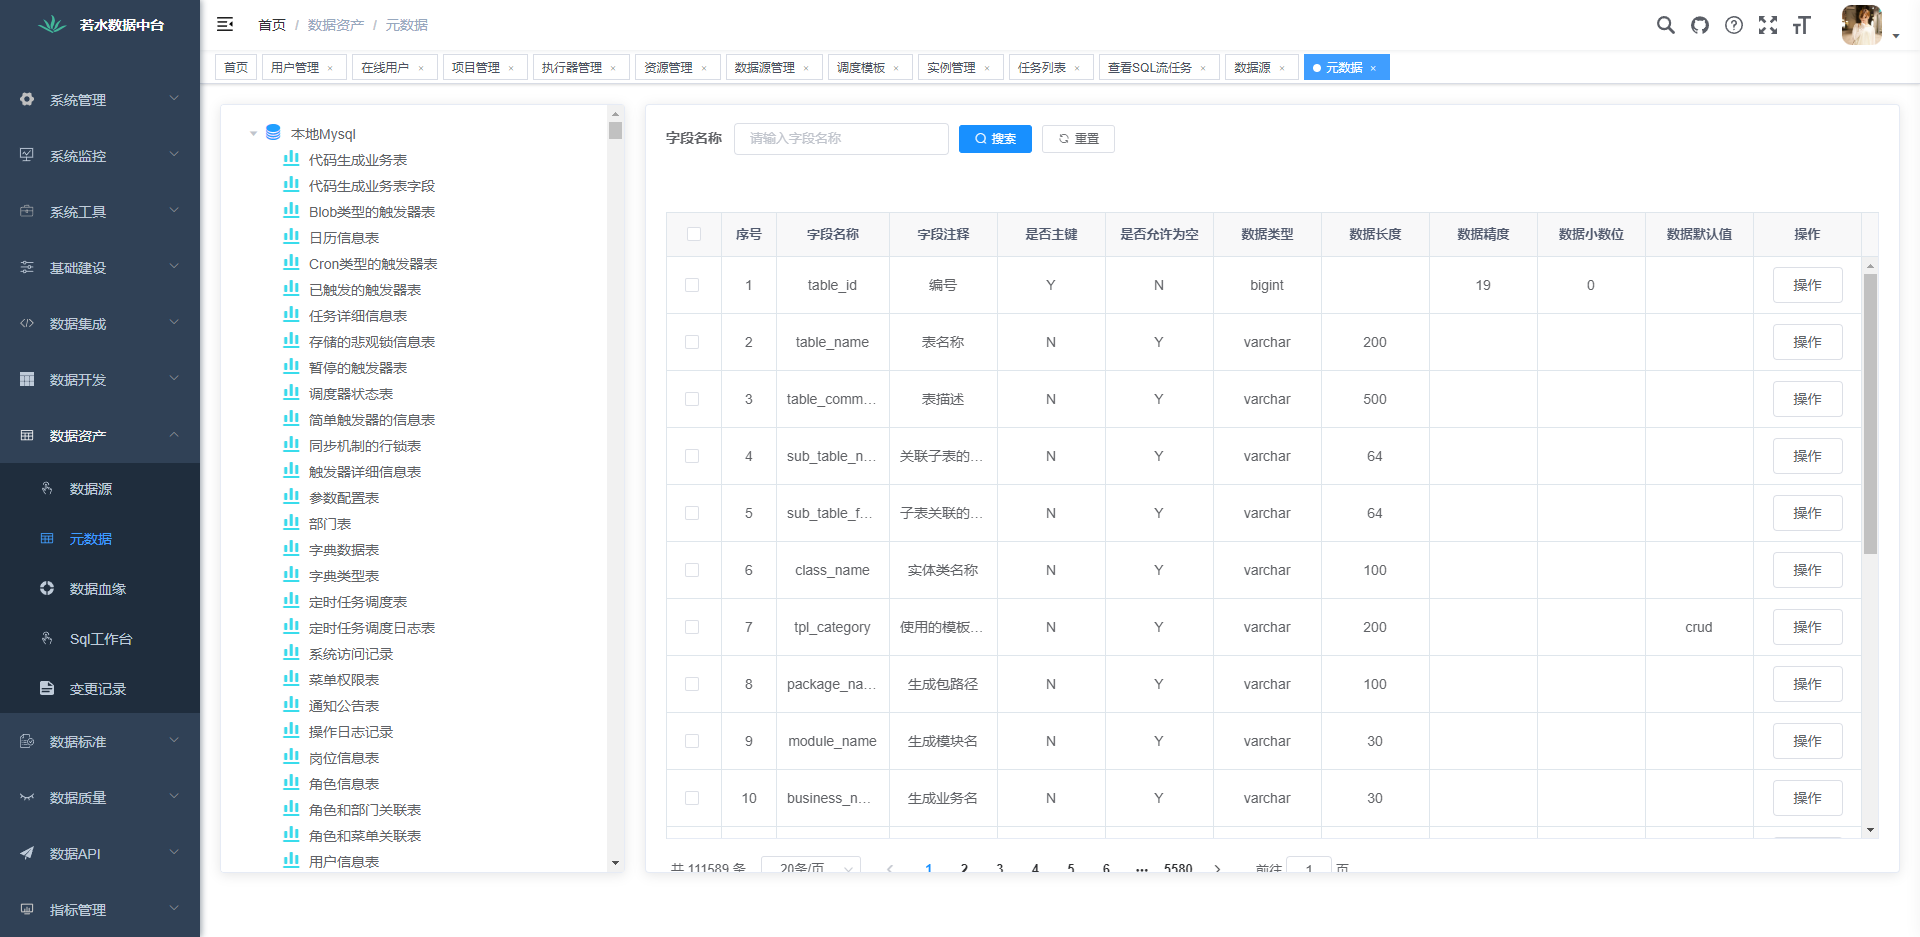 若水数据中台
首页 / 数据资产 / 元数据
首页 用户管理 × 在线用户 × 项目管理 × 执行器管理 × 资源管理 × 数据源管理 × 调度模板 × 实例管理 × 任务列表 × 查看SQL流任务 × 数据源 × 元数据 ×
系统管理
系统监控
系统工具
基础建设
数据集成
数据开发
数据资产
数据源
元数据
数据血缘
Sql工作台
变更记录
数据标准
数据质量
数据API
指标管理
本地Mysql
代码生成业务表
代码生成业务表字段
Blob类型的触发器表
日历信息表
Cron类型的触发器表
已触发的触发器表
任务详细信息表
存储的悲观锁信息表
暂停的触发器表
调度器状态表
简单触发器的信息表
同步机制的行锁表
触发器详细信息表
参数配置表
部门表
字典数据表
字典类型表
定时任务调度表
定时任务调度日志表
系统访问记录
菜单权限表
通知公告表
操作日志记录
岗位信息表
角色信息表
角色和部门关联表
角色和菜单关联表
用户信息表
字段名称 请输入字段名称 搜索 重置
序号 字段名称 字段注释 是否主键 是否允许为空 数据类型 数据长度 数据精度 数据小数位 数据默认值 操作
1 table_id 编号 Y N bigint 19 0 操作
2 table_name 表名称 N Y varchar 200 操作
3 table_comm... 表描述 N Y varchar 500 操作
4 sub_table_n... 关联子表的... N Y varchar 64 操作
5 sub_table_f... 子表关联的... N Y varchar 64 操作
6 class_name 实体类名称 N Y varchar 100 操作
7 tpl_category 使用的模板... N Y varchar 200 crud 操作
8 package_na... 生成包路径 N Y varchar 100 操作
9 module_name 生成模块名 N Y varchar 30 操作
10 business_n... 生成业务名 N Y varchar 30 操作
共 111589 条 20条/页 1 2 3 4 5 6 ••• 5580 前往 1 页